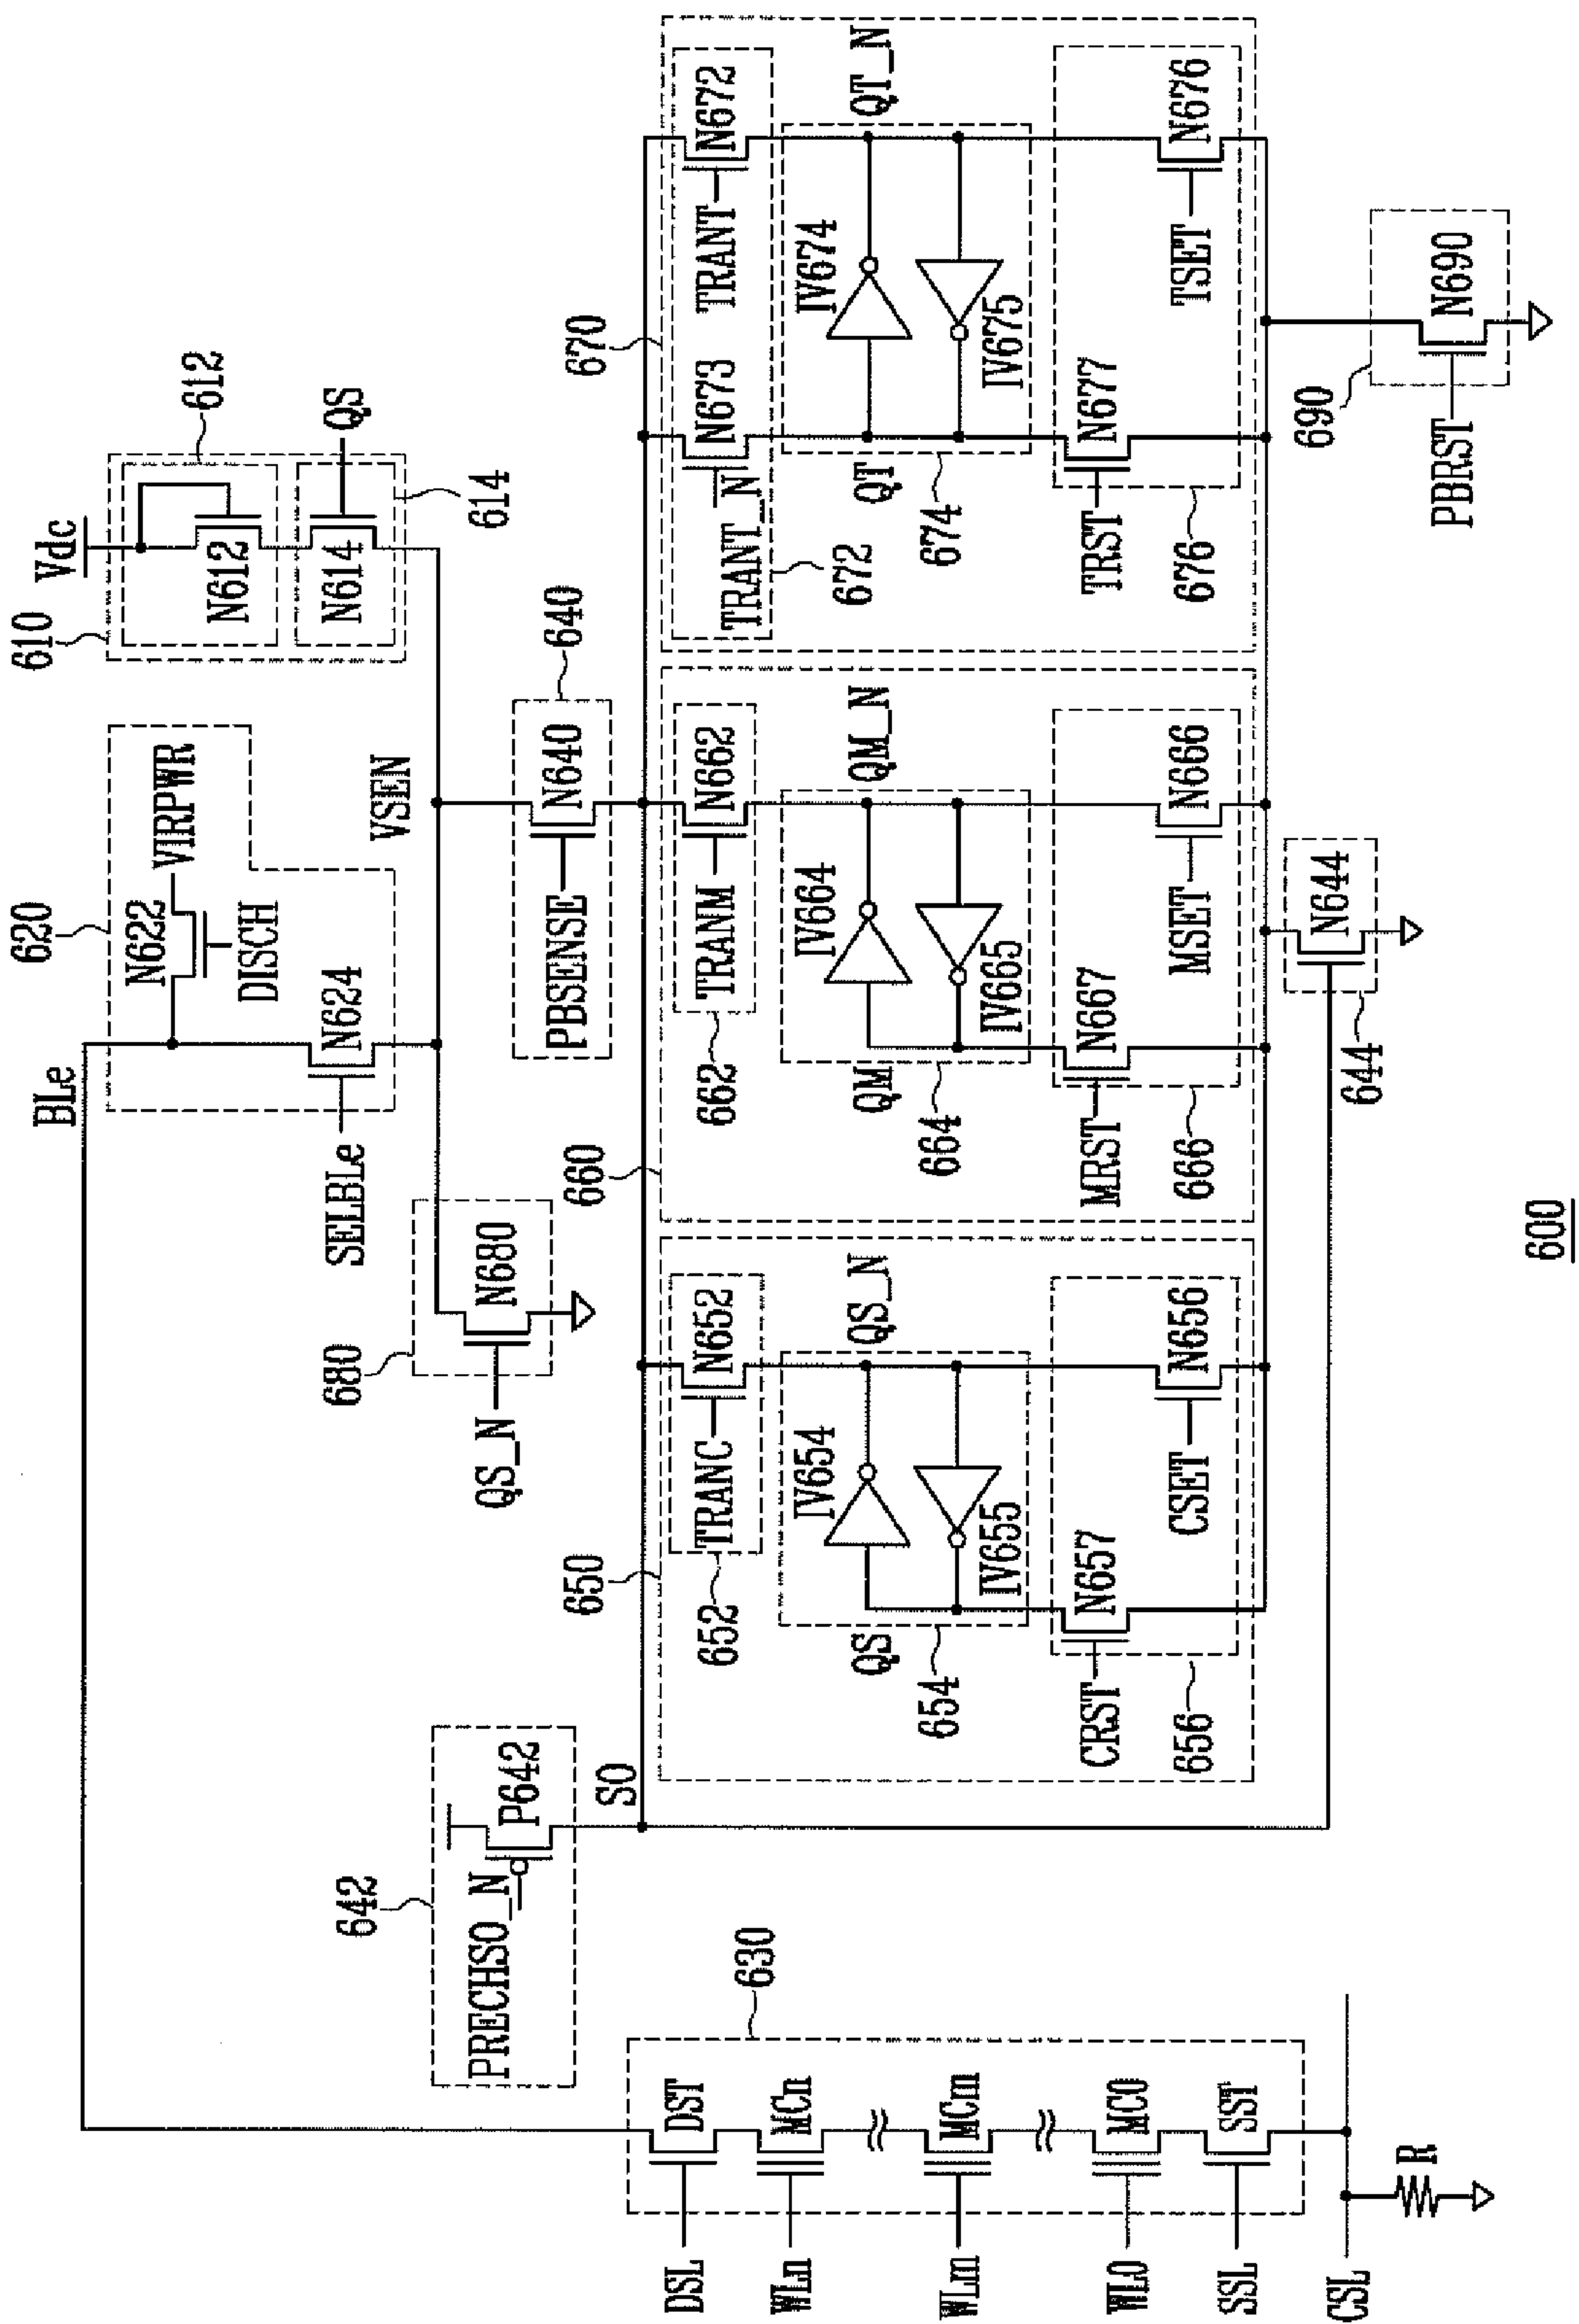 BLe
620
N622
VIRPWR
DISCH
SELBLe
N624
610
Vdc
612
N612
N614
QS
614
VSEN
680
N680
QS_N
640
N640
PBSENSE
642
PRECHSO_N
P642
SO
650
652
TRANC
N652
QS
QS_N
IV654
IV655
654
CRST
N657
CSET
N656
656
660
662
TRANM
N662
QM
QM_N
IV664
IV665
664
MRST
N667
MSET
N666
666
670
N673
TRANT_N
TRANT
N672
672
QT
QT_N
IV674
IV675
674
TRST
N677
TSET
N676
676
644
N644
690
N690
PBRST
630
DSL
DST
WLn
MCn
WLm
MCm
WL0
MC0
SSL
SST
CSL
R
600